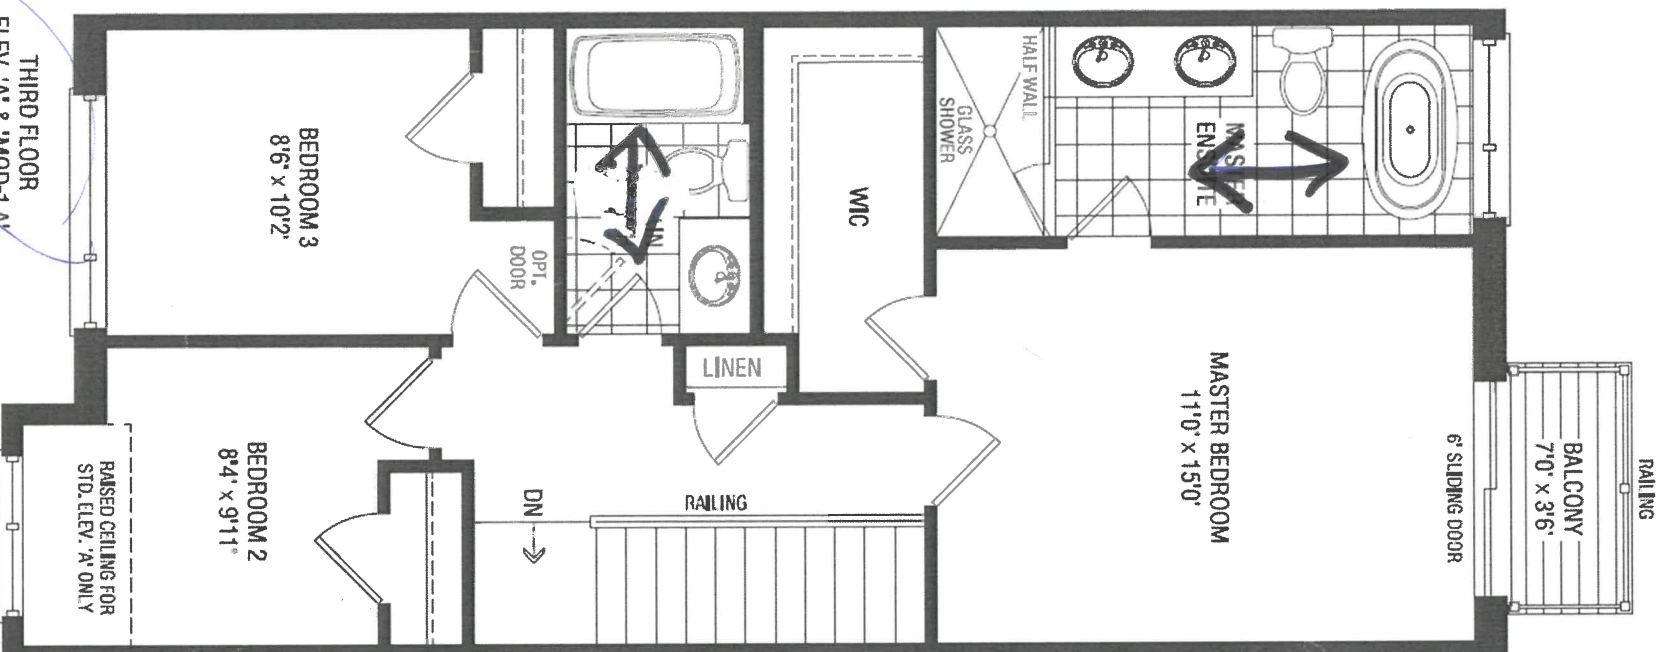 THIRD FLOOR
BEDROOM 3
8'6" x 10'2"
OPT.
DOOR
WIC
HALF WALL
GLASS
SHOWER
MASTER
ENSUITE
LINEN
BEDROOM 2
8'4" x 9'11"
RAISED CEILING FOR
STD. ELEV. 'A' ONLY
DN
RAILING
MASTER BEDROOM
11'0" x 15'0"
6' SLIDING DOOR
BALCONY
7'0" x 3'6"
RAILING